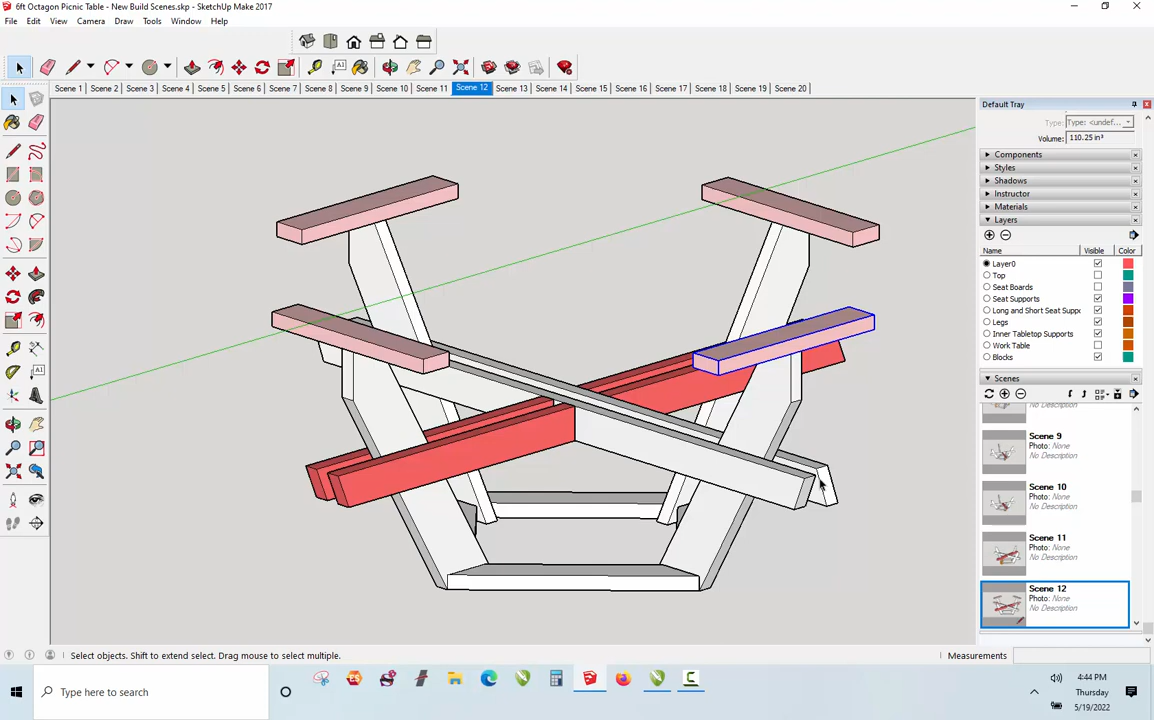 6ft Octagon Picnic Table - New Build Scenes.skp - SketchUp Make 2017
File Edit View Camera Draw Tools Window Help
Scene 1 Scene 2 Scene 3 Scene 4 Scene 5 Scene 6 Scene 7 Scene 8 Scene 9 Scene 10 Scene 11 Scene 12 Scene 13 Scene 14 Scene 15 Scene 16 Scene 17 Scene 18 Scene 19 Scene 20
Default Tray
Type: Type: <undef...
Volume: 110.25 in³
Components
Styles
Shadows
Instructor
Materials
Layers
Name Visible Color
Layer0
Top
Seat Boards
Seat Supports
Long and Short Seat Suppc
Legs
Inner Tabletop Supports
Work Table
Blocks
Scenes
No Description
Scene 9
Photo: None
No Description
Scene 10
Photo: None
No Description
Scene 11
Photo: None
No Description
Scene 12
Photo: None
No Description
Select objects. Shift to extend select. Drag mouse to select multiple.
Measurements
Type here to search
4:44 PM
Thursday
5/19/2022